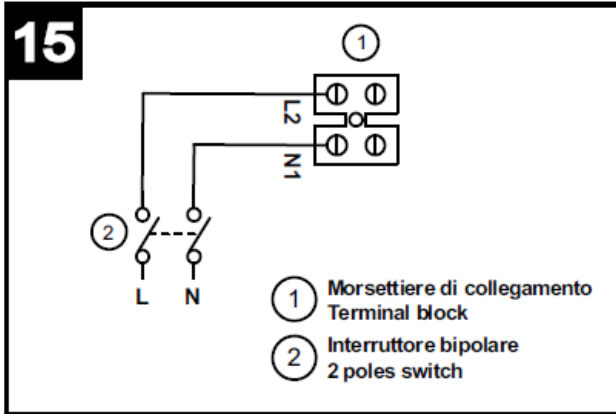 15
1
L2
N1
2
L N
1 Morsettiere di collegamento
Terminal block
2 Interruttore bipolare
2 poles switch